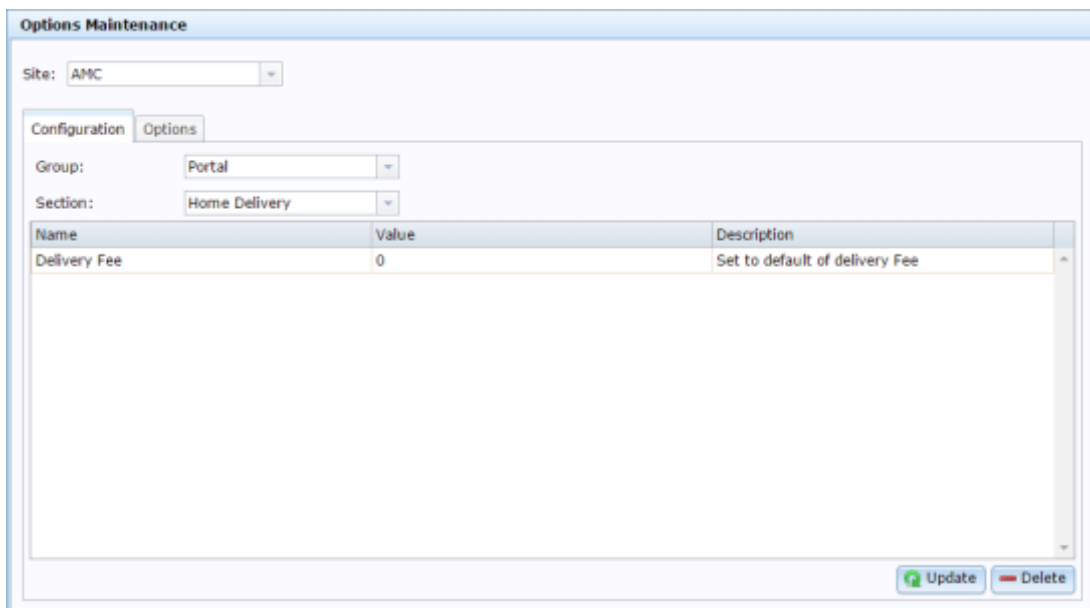 Options Maintenance
Site: AMC
Configuration Options
Group: Portal
Section: Home Delivery
Name Value Description
Delivery Fee 0 Set to default of delivery Fee
Update Delete